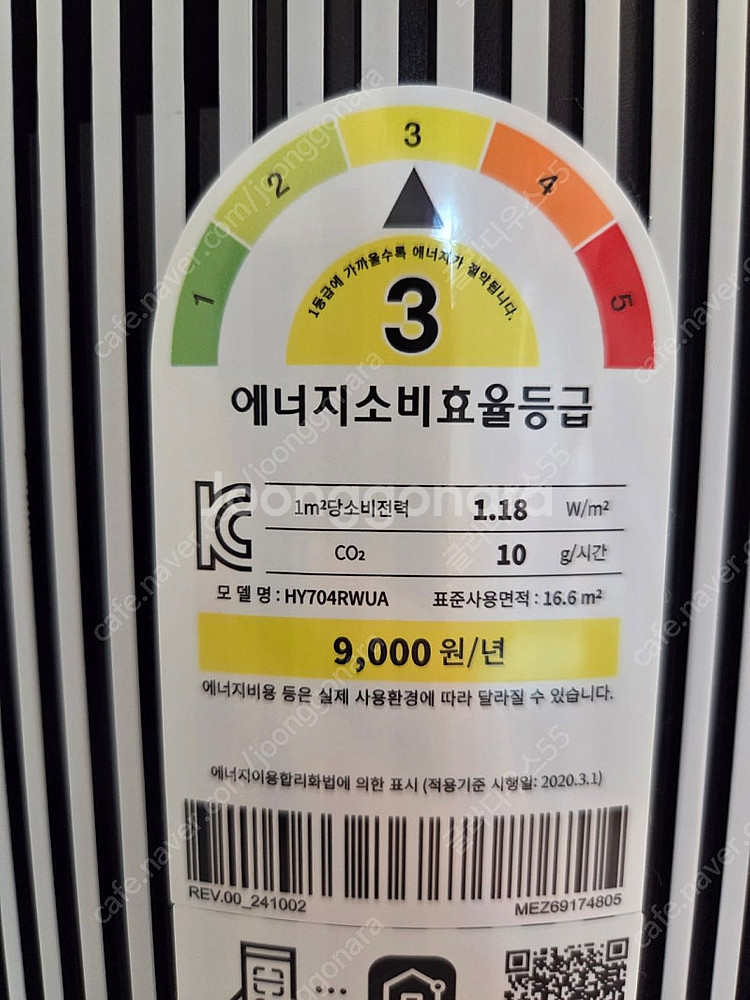 1 2 3 4 5
1등급에 가까울수록 에너지가 절약됩니다.
3
에너지소비효율등급
1m²당소비전력 1.18 W/m²
CO₂ 10 g/시간
모 델 명 : HY704RWUA 표준사용면적 : 16.6 m²
9,000 원/년
에너지비용 등은 실제 사용환경에 따라 달라질 수 있습니다.
에너지이용합리화법에 의한 표시 (적용기준 시행일: 2020.3.1)
REV.00_241002 MEZ69174805
joonggonara
cafe.naver.com/joonggonara